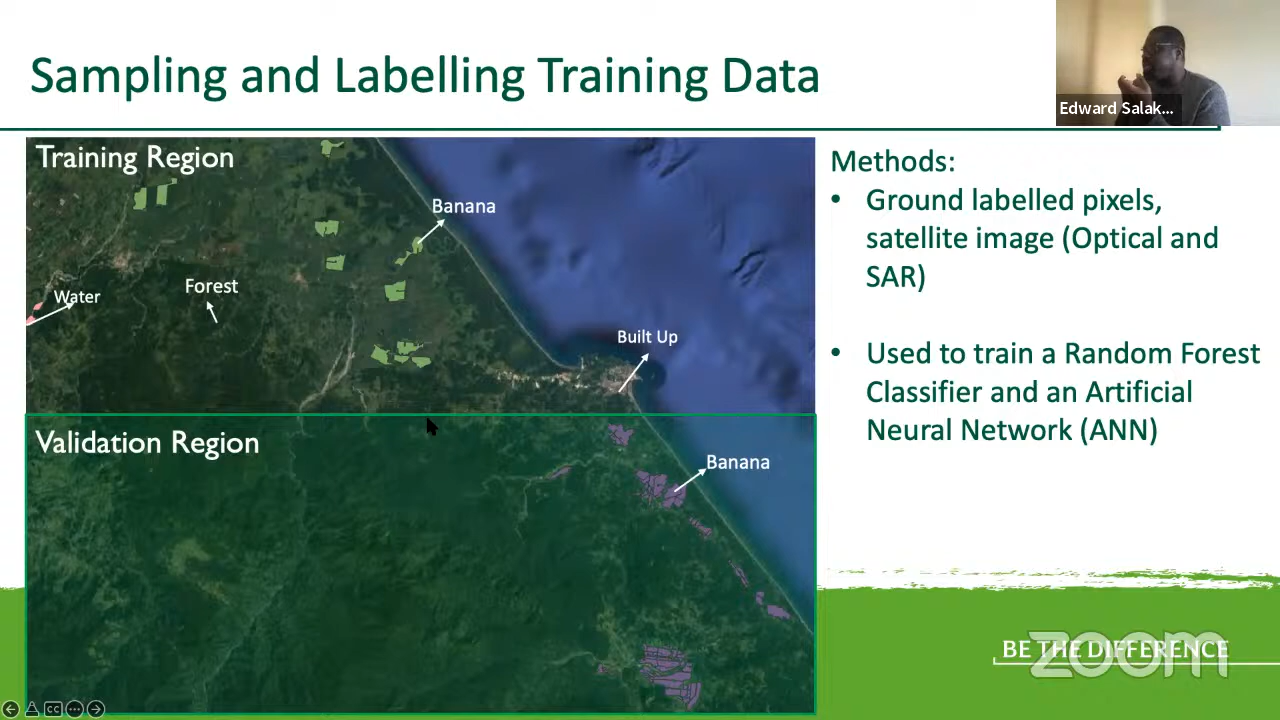 Sampling and Labelling Training Data
Edward Salak...
Training Region
Banana
Water
Forest
Built Up
Validation Region
Banana
Methods:
• Ground labelled pixels,
satellite image (Optical and
SAR)
• Used to train a Random Forest
Classifier and an Artificial
Neural Network (ANN)
BE THE DIFFERENCE
zoom
CC